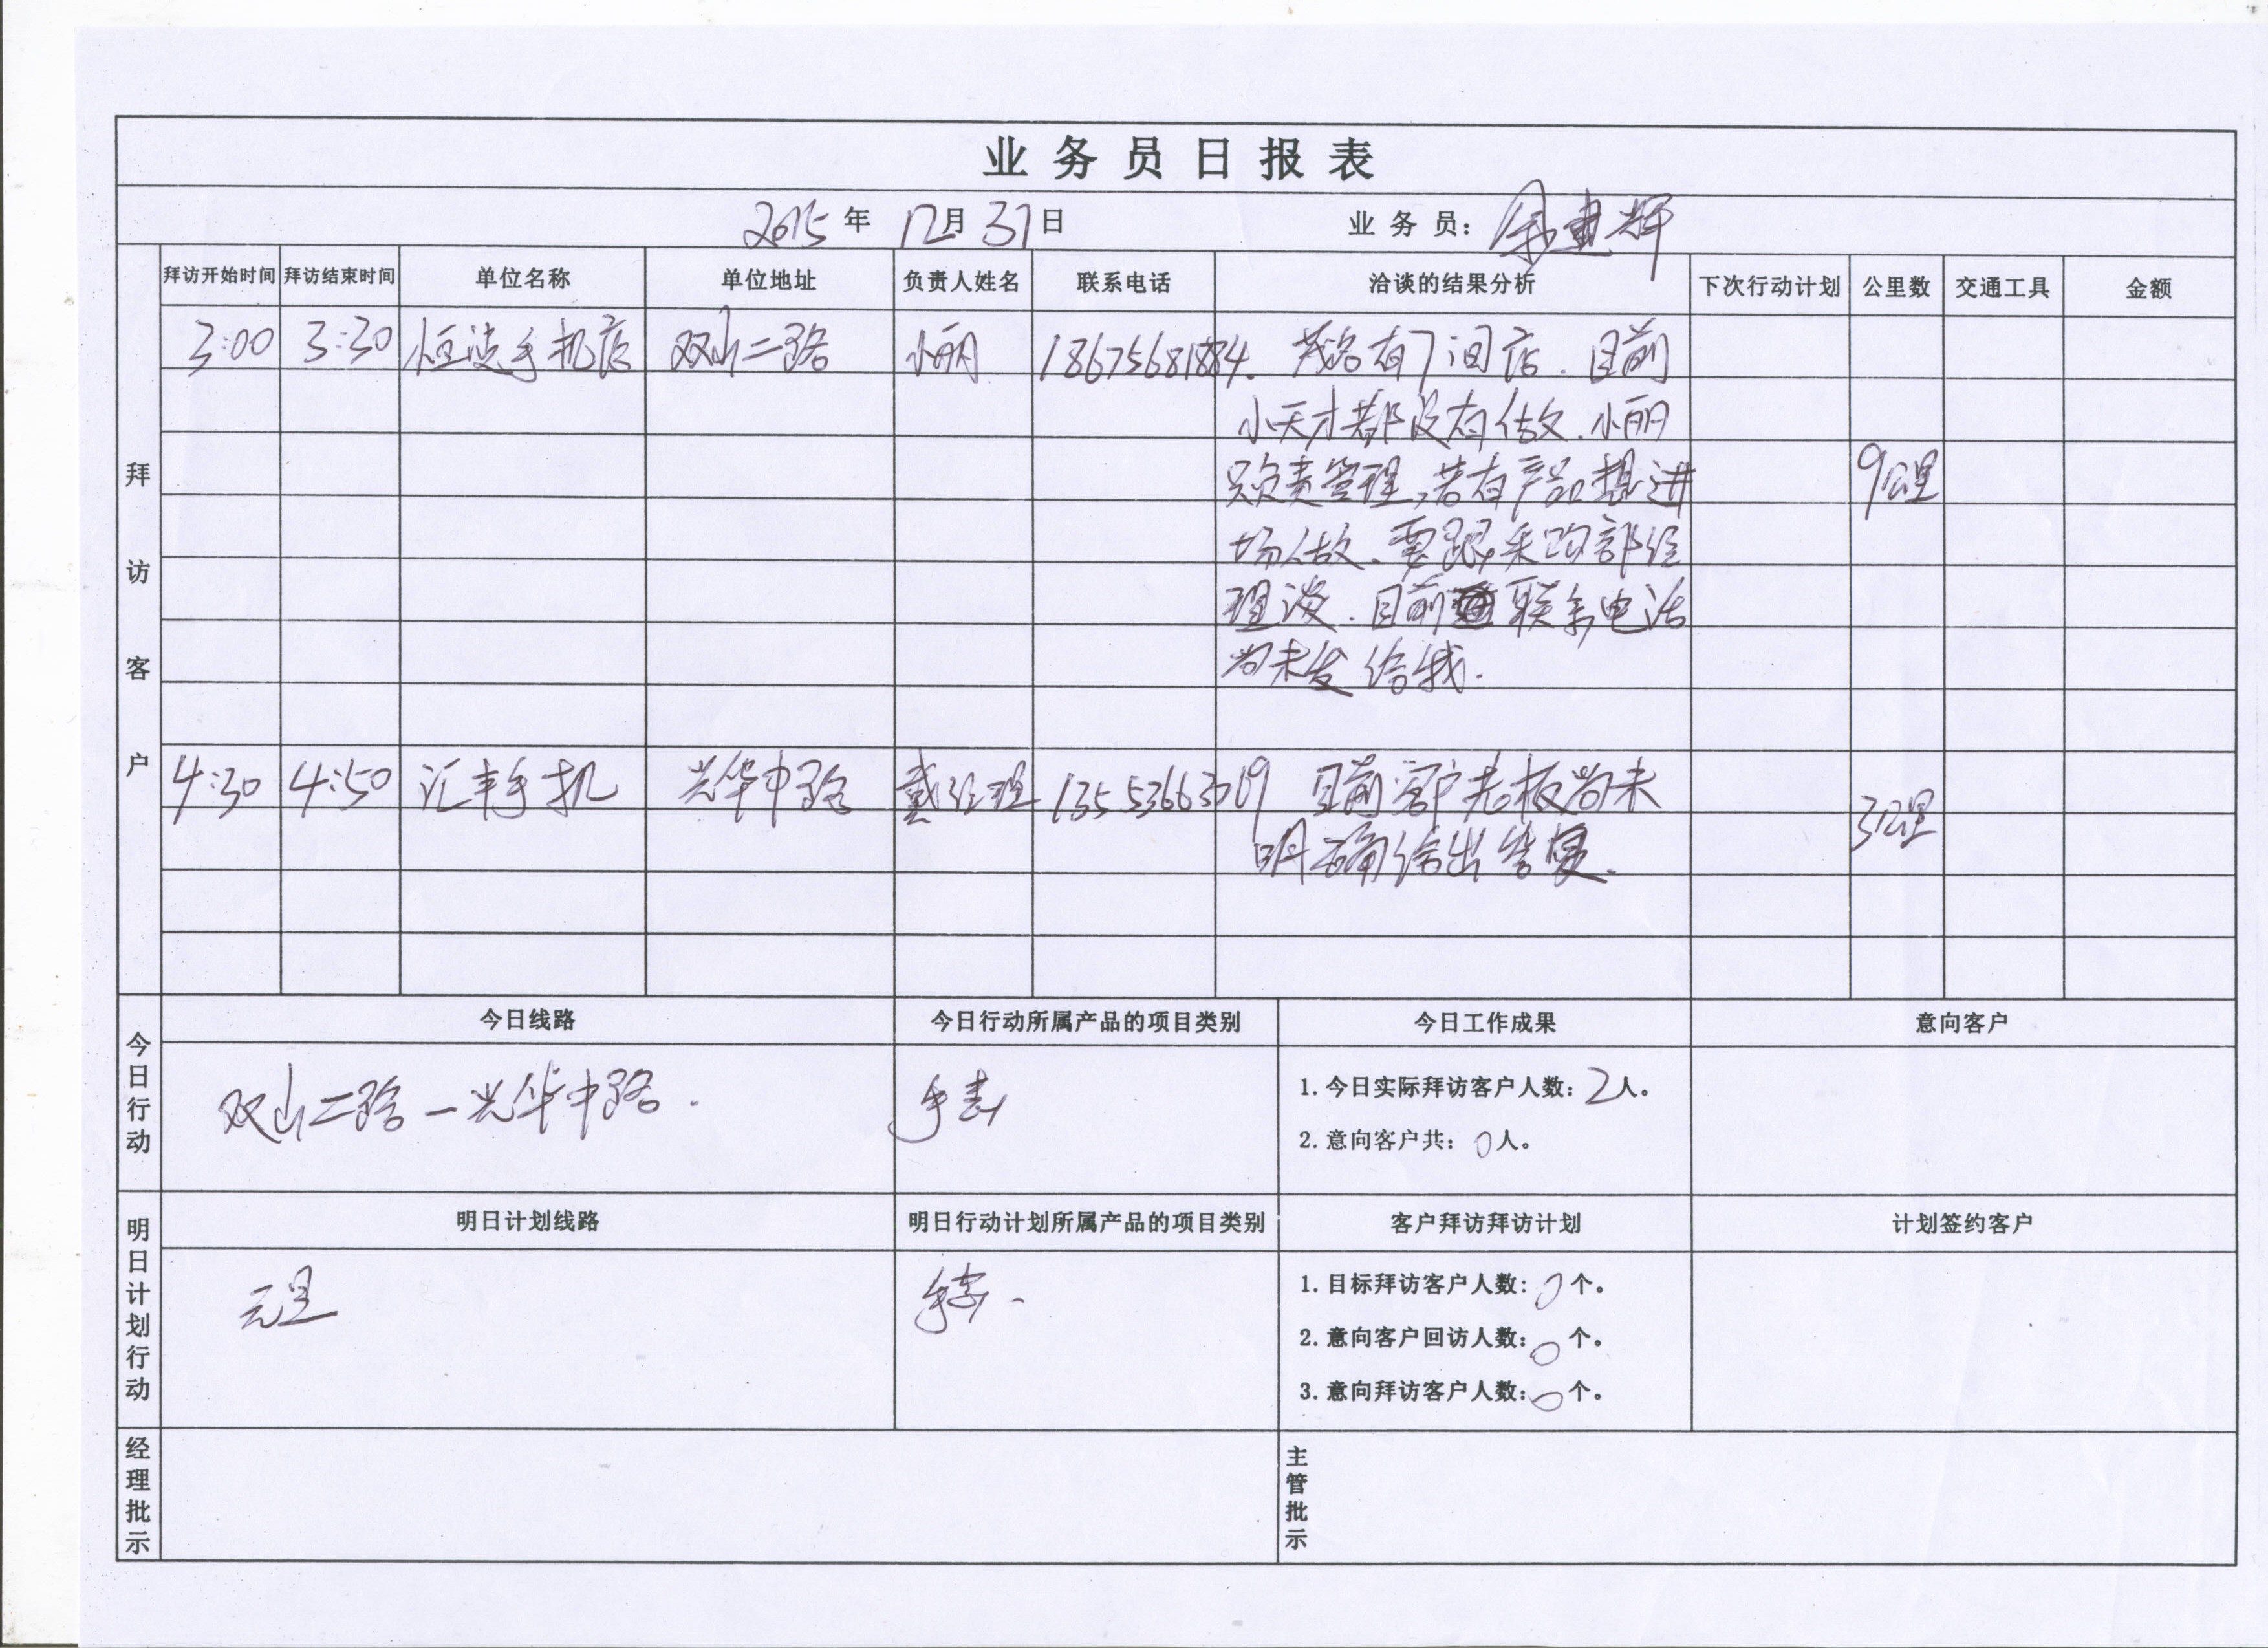 业务员日报表
2015年 12月 31日 业务员: 余建辉
拜访开始时间 拜访结束时间 单位名称 单位地址 负责人姓名 联系电话 洽谈的结果分析 下次行动计划 公里数 交通工具 金额
拜访客户
3:00 3:30 恒波手机店 双山二路 小丽 18675681884. 茂名有7间店.目前
小天才都没有做.小丽
只负责管理,若有产品想进
9公里
场做.要跟采购部经
理谈.目前联系电话
尚未发给我.
4:30 4:50 汇丰手机 光华中路 戴经理 13553663019 目前客户老板尚未
3公里
明确给出答复.
今日行动
今日线路 今日行动所属产品的项目类别 今日工作成果 意向客户
双山二路—光华中路. 手表
1.今日实际拜访客户人数: 2人。
2.意向客户共: 0人。
明日计划行动
明日计划线路 明日行动计划所属产品的项目类别 客户拜访拜访计划 计划签约客户
元旦 手表.
1.目标拜访客户人数: 0个。
2.意向客户回访人数: 0个。
3.意向拜访客户人数: 0个。
经理批示
主管批示